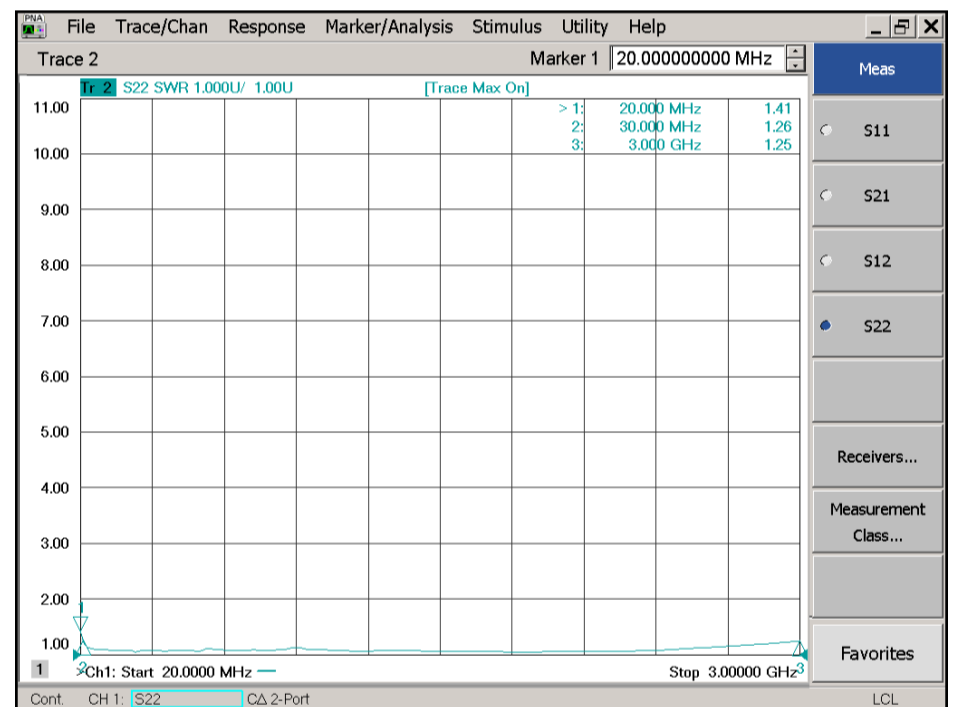 PNA
File Trace/Chan Response Marker/Analysis Stimulus Utility Help
Trace 2 Marker 1 20.000000000 MHz
Tr 2 S22 SWR 1.000U/ 1.00U [Trace Max On]
> 1: 20.000 MHz 1.41
2: 30.000 MHz 1.26
3: 3.000 GHz 1.25
11.00
10.00
9.00
8.00
7.00
6.00
5.00
4.00
3.00
2.00
1.00
1
1 >Ch1: Start 20.0000 MHz Stop 3.00000 GHz
2
3
Cont. CH 1: S22 C∆ 2-Port LCL
Meas
S11
S21
S12
S22
Receivers...
Measurement
Class...
Favorites